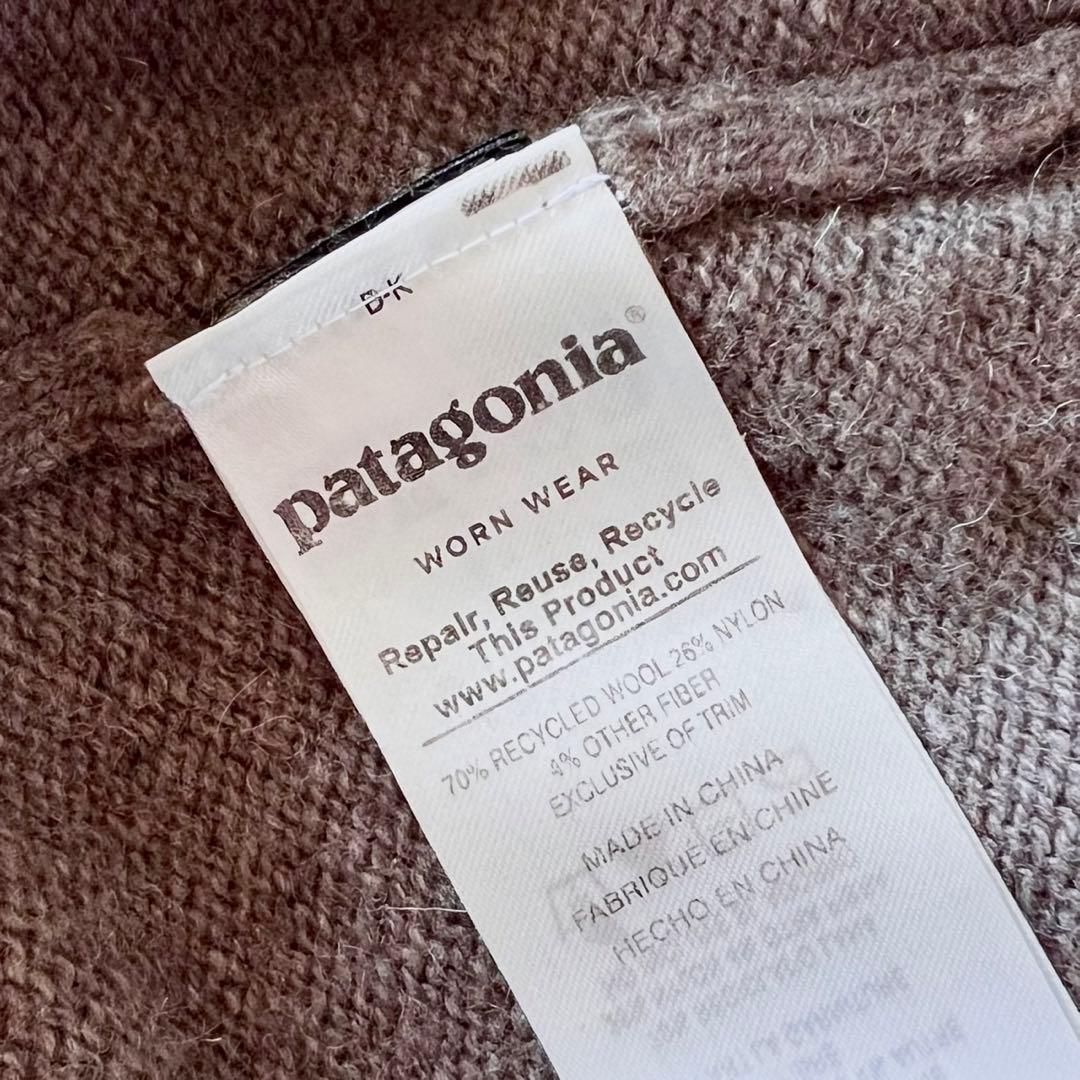 B-K
patagonia®
WORN WEAR
Repair, Reuse, Recycle
This Product
www.patagonia.com
70% RECYCLED WOOL 26% NYLON
4% OTHER FIBER
EXCLUSIVE OF TRIM
MADE IN CHINA
FABRIQUE EN CHINE
HECHO EN CHINA